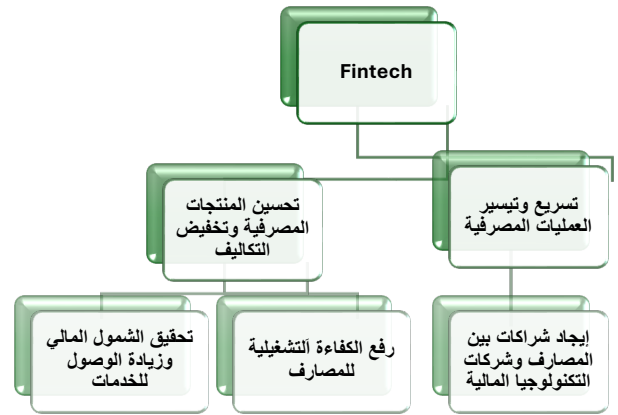 Fintech
تسريع وتيسير
العمليات المصرفية
تحسين المنتجات
المصرفية وتخفيض
التكاليف
إيجاد شراكات بين
المصارف وشركات
التكنولوجيا المالية
رفع الكفاءة آلتشغيلية
للمصارف
تحقيق الشمول المالي
وزيادة الوصول
للخدمات